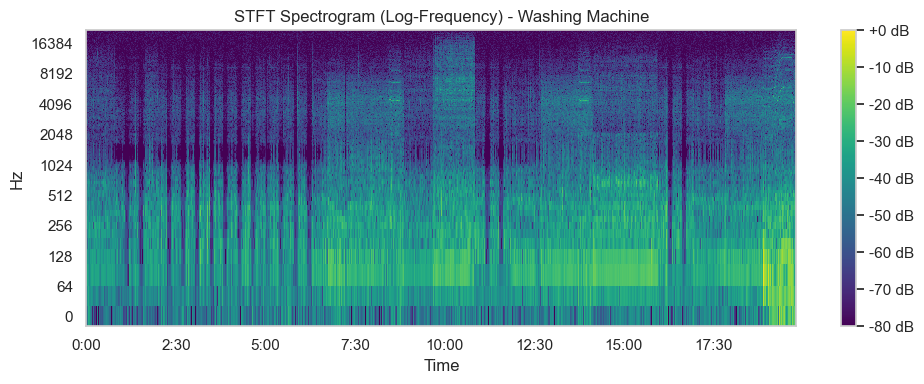 STFT Spectrogram (Log-Frequency) - Washing Machine
16384
8192
4096
2048
1024
512
256
128
64
0
Hz
0:00 2:30 5:00 7:30 10:00 12:30 15:00 17:30
Time
+0 dB
-10 dB
-20 dB
-30 dB
-40 dB
-50 dB
-60 dB
-70 dB
-80 dB